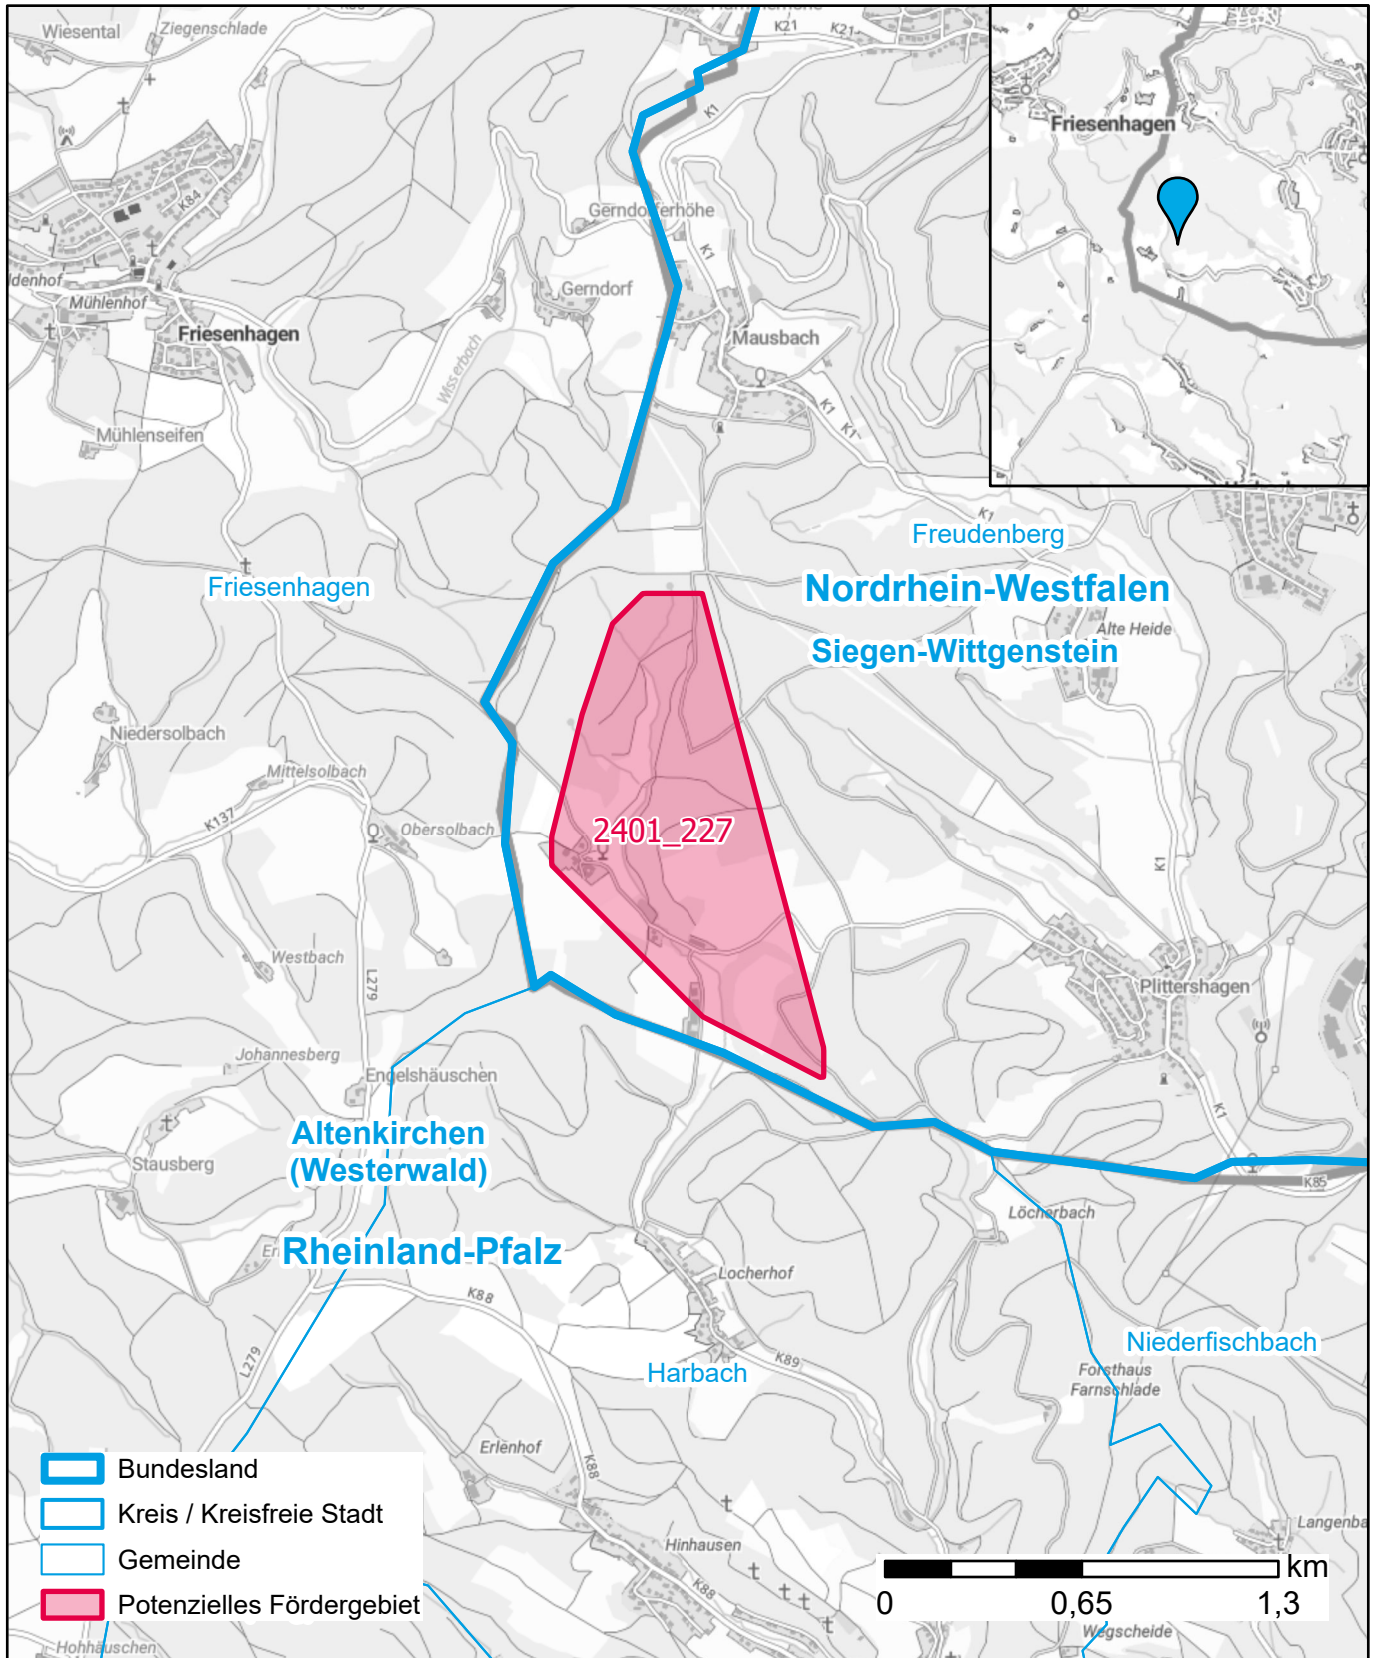 Wiesental
Ziegenschlade
K21
K21
K1
K84
Gerndorferhöhe
Friesenhagen
ldenhof
Mühlenhof
Friesenhagen
Gerndorf
K1
Mausbach
Wisserbach
Mühlenseifen
K1
K1
K1
Freudenberg
Friesenhagen
Nordrhein-Westfalen
Siegen-Wittgenstein
Alte Heide
Niedersolbach
Mittelsolbach
K137
Obersolbach
2401_227
K1
Westbach
L279
Plittershagen
Johannesberg
Engelshäuschen
Altenkirchen
(Westerwald)
Stausberg
K1
K85
Löcherbach
Rheinland-Pfalz
Locherhof
K88
Niederfischbach
L279
K89
Harbach
Forsthaus
Farnschlade
Erlenhof
K88
Bundesland
Kreis / Kreisfreie Stadt
Gemeinde
Potenzielles Fördergebiet
Langenba
Hinhausen
K88
km
0 0,65 1,3
Wegscheide
Hohhäuschen